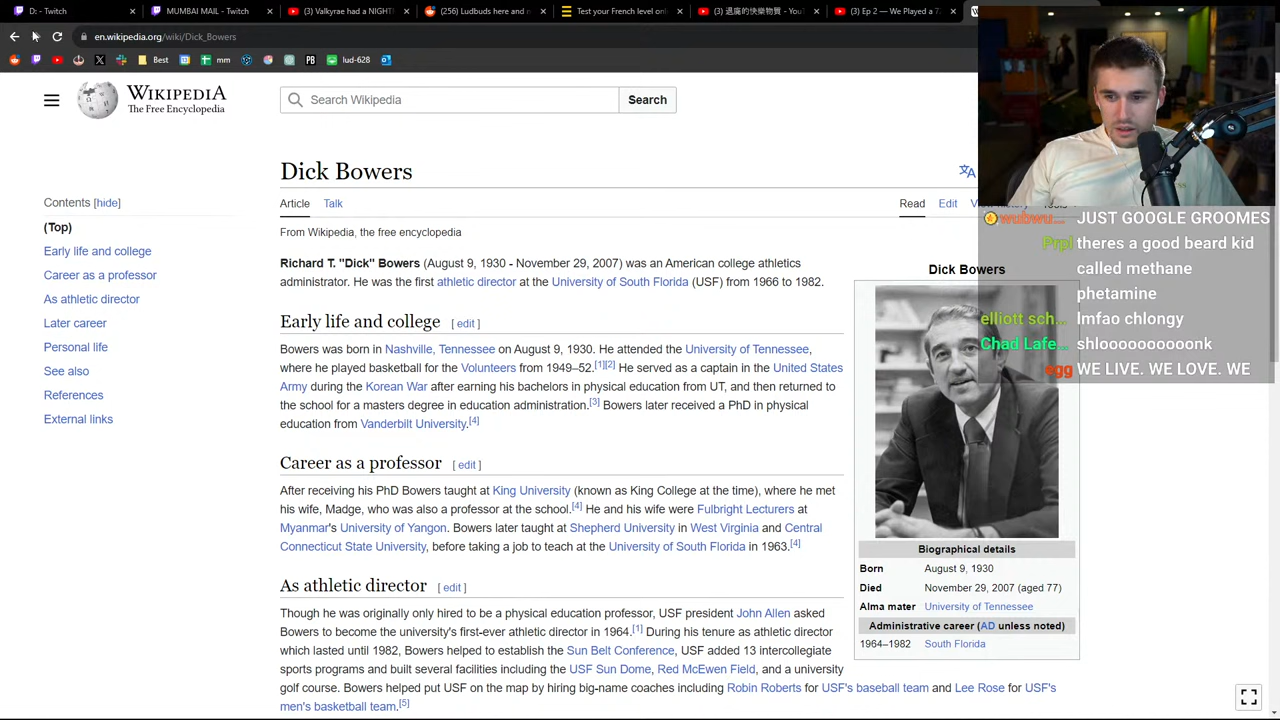 D: - Twitch
MUMBAI MAIL - Twitch
(3) Valkyrae had a NIGHT
(256) Ludbuds here and n
Test your French level onl
(3) 退魔的快樂物質 - You
(3) Ep 2 — We Played a 7
en.wikipedia.org/wiki/Dick_Bowers
Best
mm
PB
lud-628
WIKIPEDIA
The Free Encyclopedia
Search Wikipedia
Search
Contents [hide]
(Top)
Early life and college
Career as a professor
As athletic director
Later career
Personal life
See also
References
External links
Dick Bowers
Article
Talk
Read
Edit
From Wikipedia, the free encyclopedia
Richard T. "Dick" Bowers (August 9, 1930 - November 29, 2007) was an American college athletics
administrator. He was the first athletic director at the University of South Florida (USF) from 1966 to 1982.
Early life and college [ edit ]
Bowers was born in Nashville, Tennessee on August 9, 1930. He attended the University of Tennessee,
where he played basketball for the Volunteers from 1949–52.[1][2] He served as a captain in the United States
Army during the Korean War after earning his bachelors in physical education from UT, and then returned to
the school for a masters degree in education administration.[3] Bowers later received a PhD in physical
education from Vanderbilt University.[4]
Career as a professor [ edit ]
After receiving his PhD Bowers taught at King University (known as King College at the time), where he met
his wife, Madge, who was also a professor at the school.[4] He and his wife were Fulbright Lecturers at
Myanmar's University of Yangon. Bowers later taught at Shepherd University in West Virginia and Central
Connecticut State University, before taking a job to teach at the University of South Florida in 1963.[4]
As athletic director [ edit ]
Though he was originally only hired to be a physical education professor, USF president John Allen asked
Bowers to become the university's first-ever athletic director in 1964.[1] During his tenure as athletic director
which lasted until 1982, Bowers helped to establish the Sun Belt Conference, USF added 13 intercollegiate
sports programs and built several facilities including the USF Sun Dome, Red McEwen Field, and a university
golf course. Bowers helped put USF on the map by hiring big-name coaches including Robin Roberts for USF's baseball team and Lee Rose for USF's
men's basketball team.[5]
Dick Bowers
Biographical details
Born August 9, 1930
Died November 29, 2007 (aged 77)
Alma mater University of Tennessee
Administrative career (AD unless noted)
1964–1982 South Florida
wubwu... JUST GOOGLE GROOMES
Prpl theres a good beard kid
called methane
phetamine
elliott sch... lmfao chlongy
Chad Lafe... shloooooooooonk
egg WE LIVE. WE LOVE. WE